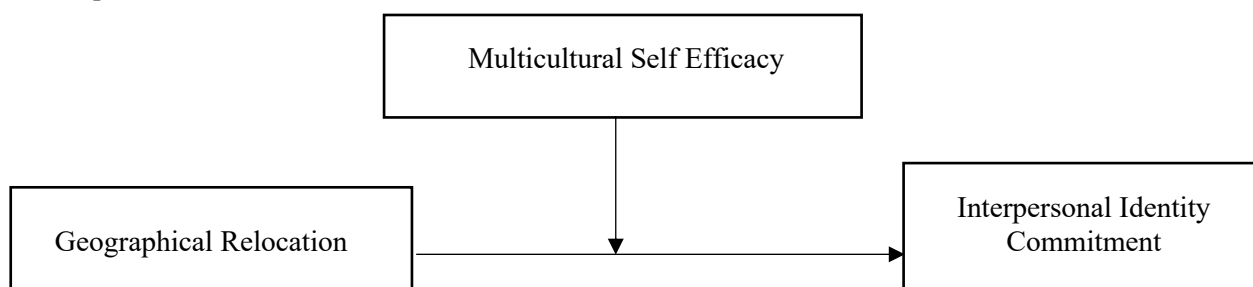 Multicultural Self Efficacy
Geographical Relocation
Interpersonal Identity
Commitment